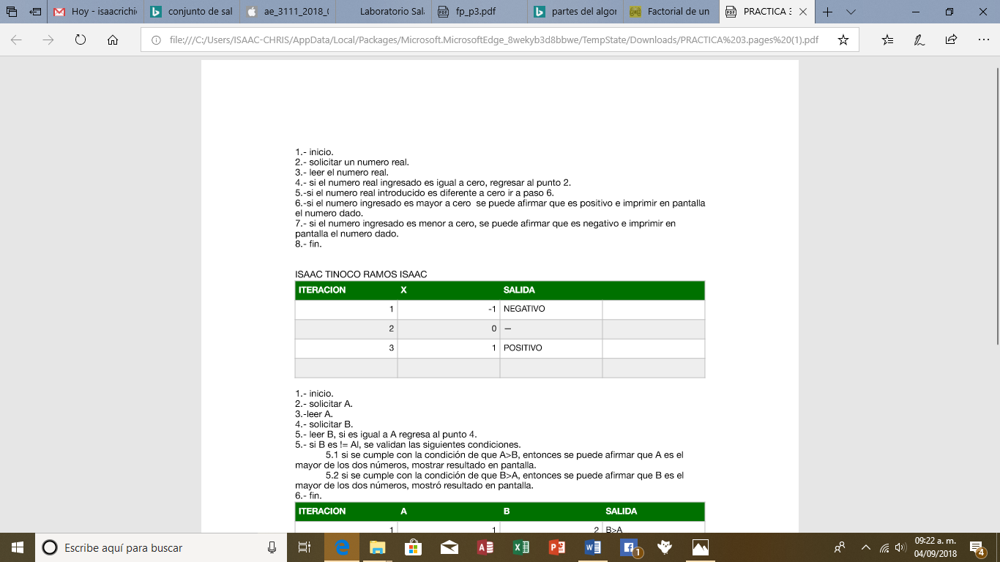 Hoy - isaacrichi
conjunto de sal
ae_3111_2018_0
Laboratorio Sala
fp_p3.pdf
partes del algor
Factorial de un
PRACTICA 3
file:///C:/Users/ISAAC-CHRIS/AppData/Local/Packages/Microsoft.MicrosoftEdge_8wekyb3d8bbwe/TempState/Downloads/PRACTICA%203.pages%20(1).pdf
1.- inicio.
2.- solicitar un numero real.
3.- leer el numero real.
4.- si el numero real ingresado es igual a cero, regresar al punto 2.
5.-si el numero real introducido es diferente a cero ir a paso 6.
6.-si el numero ingresado es mayor a cero  se puede afirmar que es positivo e imprimir en pantalla
el numero dado.
7.- si el numero ingresado es menor a cero, se puede afirmar que es negativo e imprimir en
pantalla el numero dado.
8.- fin.
ISAAC TINOCO RAMOS ISAAC
ITERACION X SALIDA
1 -1 NEGATIVO
2 0 —
3 1 POSITIVO
1.- inicio.
2.- solicitar A.
3.-leer A.
4.- solicitar B.
5.- leer B, si es igual a A regresa al punto 4.
5.- si B es != Al, se validan las siguientes condiciones.
5.1 si se cumple con la condición de que A>B, entonces se puede afirmar que A es el
mayor de los dos números, mostrar resultado en pantalla.
5.2 si se cumple con la condición de que B>A, entonces se puede afirmar que B es el
mayor de los dos números, mostró resultado en pantalla.
6.- fin.
ITERACION A B SALIDA
1 1 2 B>A
Escribe aquí para buscar
1
09:22 a. m.
04/09/2018
4